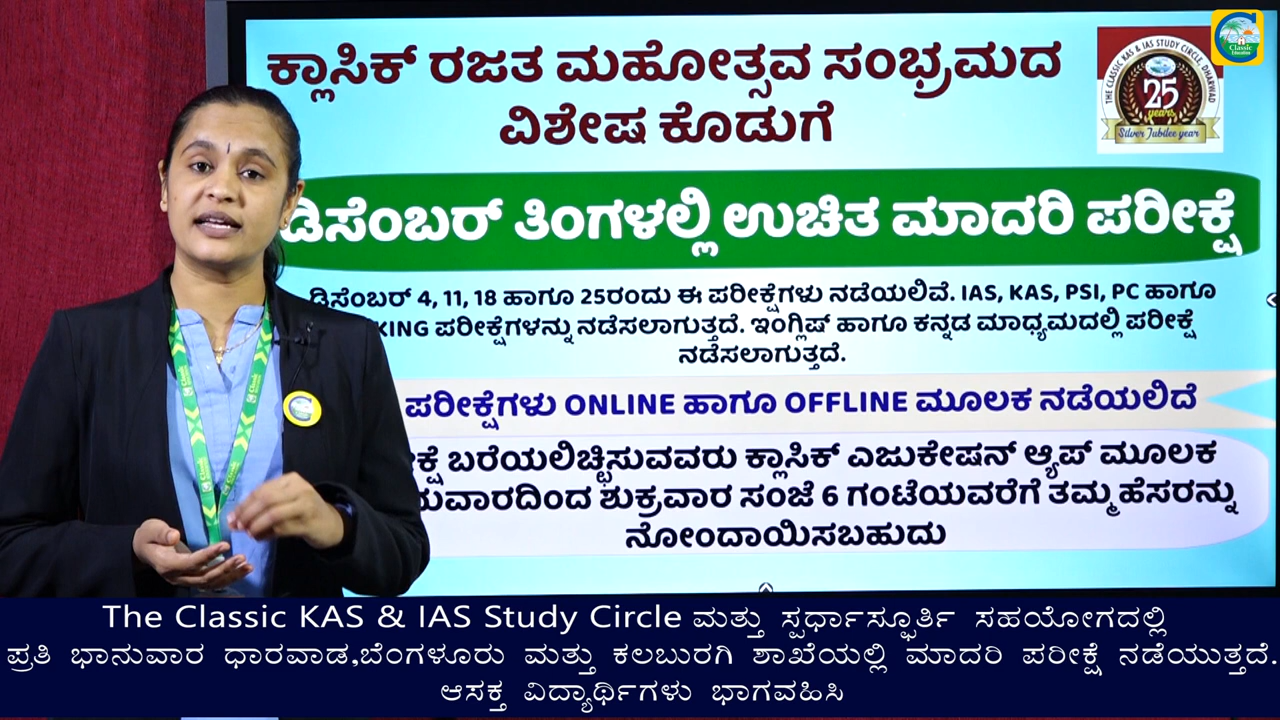 ಕ್ಲಾಸಿಕ್ ರಜತ ಮಹೋತ್ಸವ ಸಂಭ್ರಮದ
ವಿಶೇಷ ಕೊಡುಗೆ
THE CLASSIC KAS & IAS STUDY CIRCLE, DHARWAD
25
years
Silver Jubilee year
Classic
Education
ಡಿಸೆಂಬರ್ ತಿಂಗಳಲ್ಲಿ ಉಚಿತ ಮಾದರಿ ಪರೀಕ್ಷೆ
ಡಿಸೆಂಬರ್ 4, 11, 18 ಹಾಗೂ 25ರಂದು ಈ ಪರೀಕ್ಷೆಗಳು ನಡೆಯಲಿವೆ. IAS, KAS, PSI, PC ಹಾಗೂ
KING ಪರೀಕ್ಷೆಗಳನ್ನು ನಡೆಸಲಾಗುತ್ತದೆ. ಇಂಗ್ಲಿಷ್ ಹಾಗೂ ಕನ್ನಡ ಮಾಧ್ಯಮದಲ್ಲಿ ಪರೀಕ್ಷೆ
ನಡೆಸಲಾಗುತ್ತದೆ.
ಪರೀಕ್ಷೆಗಳು ONLINE ಹಾಗೂ OFFLINE ಮೂಲಕ ನಡೆಯಲಿದೆ
ಬರೆಯಲಿಚ್ಛಿಸುವವರು ಕ್ಲಾಸಿಕ್ ಎಜುಕೇಷನ್ ಆ್ಯಪ್ ಮೂಲಕ
ಶುಕ್ರವಾರ ಸಂಜೆ 6 ಗಂಟೆಯವರೆಗೆ ತಮ್ಮ ಹೆಸರನ್ನು
ನೋಂದಾಯಿಸಬಹುದು
Classic
The Classic KAS & IAS Study Circle ಮತ್ತು ಸ್ಪರ್ಧಾಸ್ಫೂರ್ತಿ ಸಹಯೋಗದಲ್ಲಿ
ಪ್ರತಿ ಭಾನುವಾರ ಧಾರವಾಡ,ಬೆಂಗಳೂರು ಮತ್ತು ಕಲಬುರಗಿ ಶಾಖೆಯಲ್ಲಿ ಮಾದರಿ ಪರೀಕ್ಷೆ ನಡೆಯುತ್ತದೆ.
ಆಸಕ್ತ ವಿದ್ಯಾರ್ಥಿಗಳು ಭಾಗವಹಿಸಿ